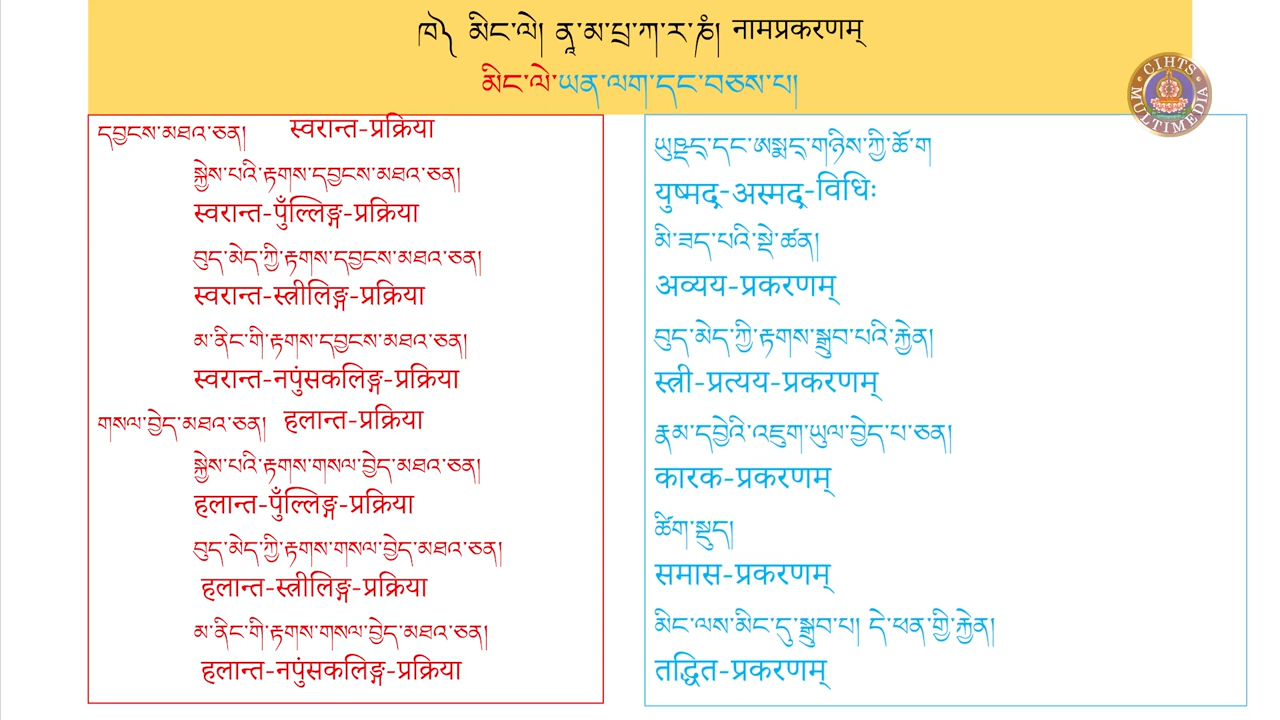 ཁ༽ མིང་ལེ། ནཱ་མ་པྲ་ཀ་ར་ཎཾ། नामप्रकरणम्
མིང་ལེ་ཡན་ལག་དང་བཅས་པ།
CIHTS MULTIMEDIA
དབྱངས་མཐའ་ཅན། स्वरान्त-प्रक्रिया
སྐྱེས་པའི་རྟགས་དབྱངས་མཐའ་ཅན།
स्वरान्त-पुँल्लिङ्ग-प्रक्रिया
བུད་མེད་ཀྱི་རྟགས་དབྱངས་མཐའ་ཅན།
स्वरान्त-स्त्रीलिङ्ग-प्रक्रिया
མ་ནིང་གི་རྟགས་དབྱངས་མཐའ་ཅན།
स्वरान्त-नपुंसकलिङ्ग-प्रक्रिया
གསལ་བྱེད་མཐའ་ཅན། हलान्त-प्रक्रिया
སྐྱེས་པའི་རྟགས་གསལ་བྱེད་མཐའ་ཅན།
हलान्त-पुँल्लिङ्ग-प्रक्रिया
བུད་མེད་ཀྱི་རྟགས་གསལ་བྱེད་མཐའ་ཅན།
हलान्त-स्त्रीलिङ्ग-प्रक्रिया
མ་ནིང་གི་རྟགས་གསལ་བྱེད་མཐའ་ཅན།
हलान्त-नपुंसकलिङ्ग-प्रक्रिया
དང་ཨསྨད྄་གཉིས་ཀྱི་ཆོ་ག
युष्मद्-अस्मद्-विधिः
མི་ཟད་པའི་སྡེ་ཚན།
अव्यय-प्रकरणम्
བུད་མེད་ཀྱི་རྟགས་སྒྲུབ་པའི་རྐྱེན།
स्त्री-प्रत्यय-प्रकरणम्
རྣམ་དབྱེའི་འཇུག་ཡུལ་བྱེད་པ་ཅན།
कारक-प्रकरणम्
ཚིག་སྡུད།
समास-प्रकरणम्
མིང་ལས་མིང་དུ་སྒྲུབ་པ། དེ་ཕན་གྱི་རྐྱེན།
तद्धित-प्रकरणम्